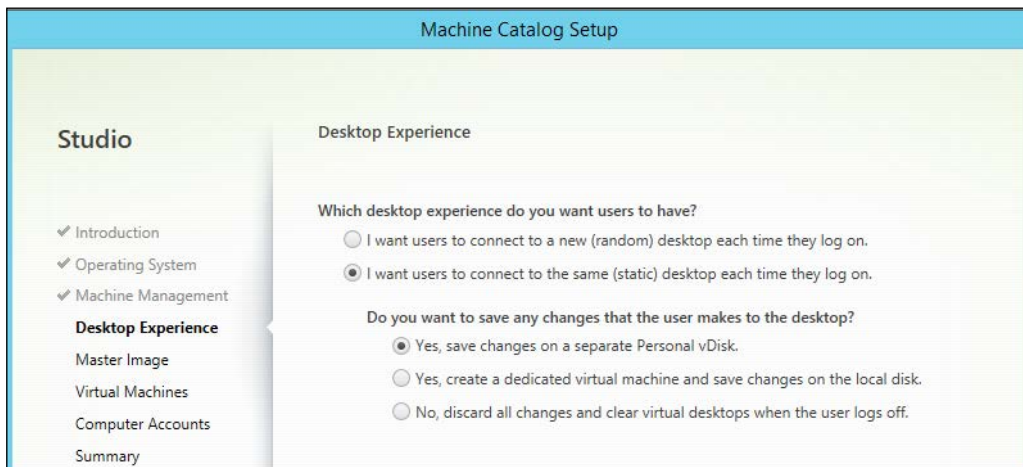 Machine Catalog Setup
Studio
Introduction
Operating System
Machine Management
Desktop Experience
Master Image
Virtual Machines
Computer Accounts
Summary
Desktop Experience
Which desktop experience do you want users to have?
I want users to connect to a new (random) desktop each time they log on.
I want users to connect to the same (static) desktop each time they log on.
Do you want to save any changes that the user makes to the desktop?
Yes, save changes on a separate Personal vDisk.
Yes, create a dedicated virtual machine and save changes on the local disk.
No, discard all changes and clear virtual desktops when the user logs off.